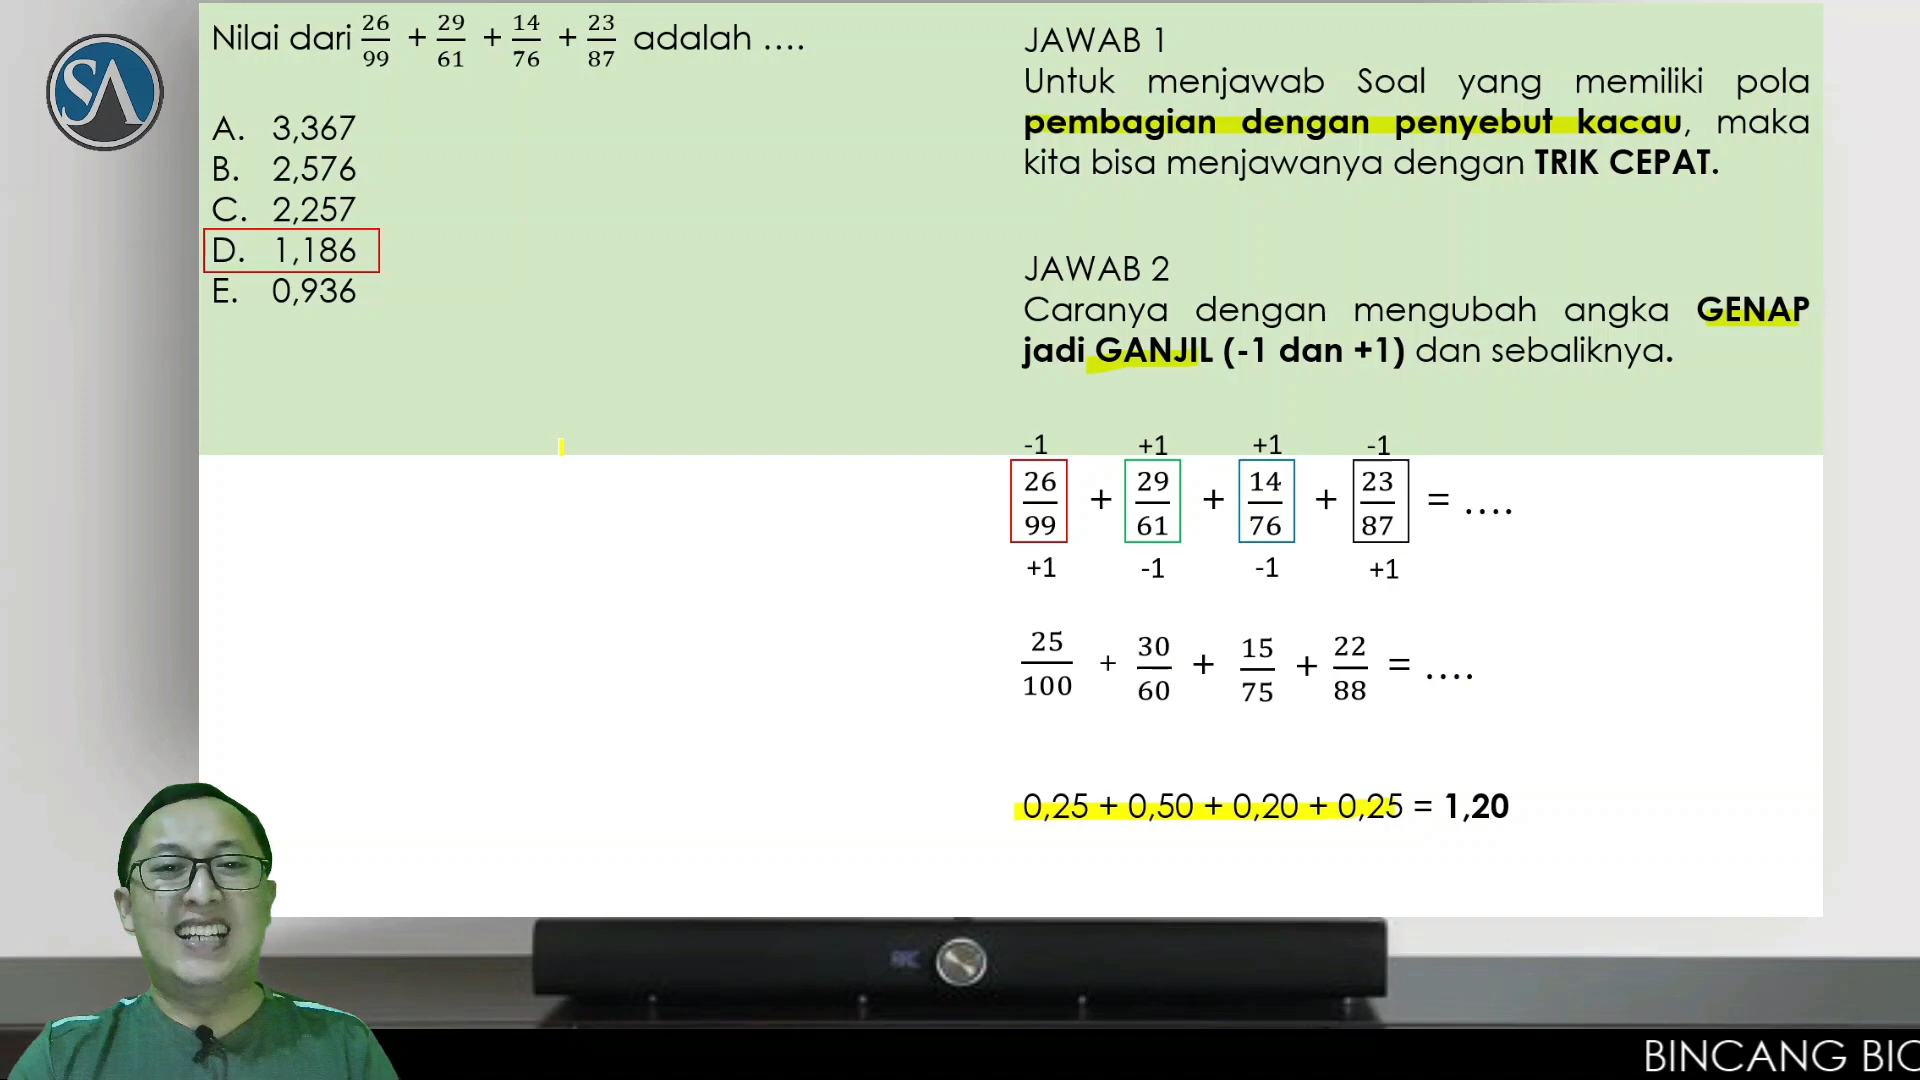 SA
Nilai dari 26/99 + 29/61 + 14/76 + 23/87 adalah ....
A. 3,367
B. 2,576
C. 2,257
D. 1,186
E. 0,936
JAWAB 1
Untuk menjawab Soal yang memiliki pola
pembagian dengan penyebut kacau, maka
kita bisa menjawanya dengan TRIK CEPAT.
JAWAB 2
Caranya dengan mengubah angka GENAP
jadi GANJIL (-1 dan +1) dan sebaliknya.
-1 +1 +1 -1
26/99 + 29/61 + 14/76 + 23/87 = ....
+1 -1 -1 +1
25/100 + 30/60 + 15/75 + 22/88 = ....
0,25 + 0,50 + 0,20 + 0,25 = 1,20
BINCANG BIC